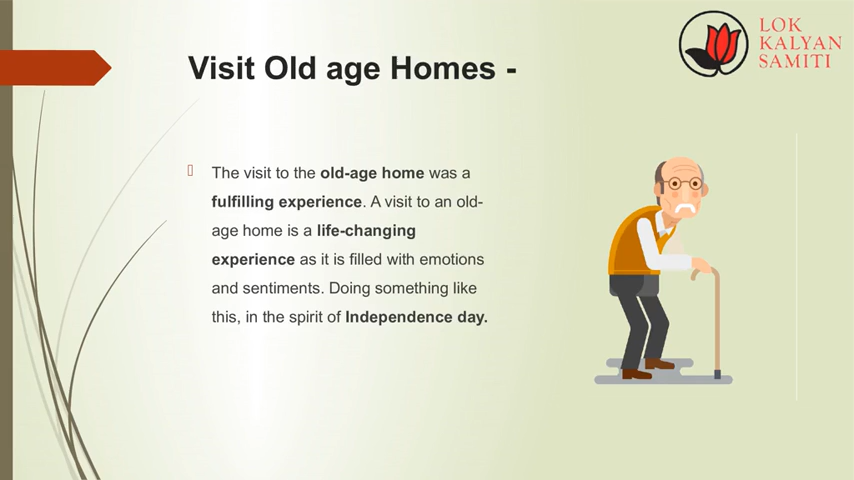 LOK
KALYAN
SAMITI
Visit Old age Homes -
The visit to the old-age home was a
fulfilling experience. A visit to an old-
age home is a life-changing
experience as it is filled with emotions
and sentiments. Doing something like
this, in the spirit of Independence day.